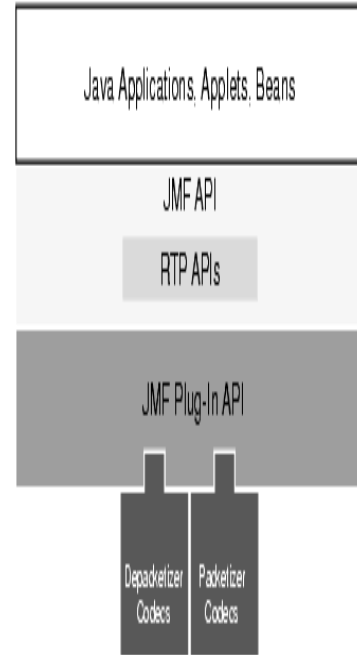 Java Applications, Applets, Beans
JMF API
RTP APIs
JMF Plug-In API
Depacketizer
Codecs
Packetizer
Codecs